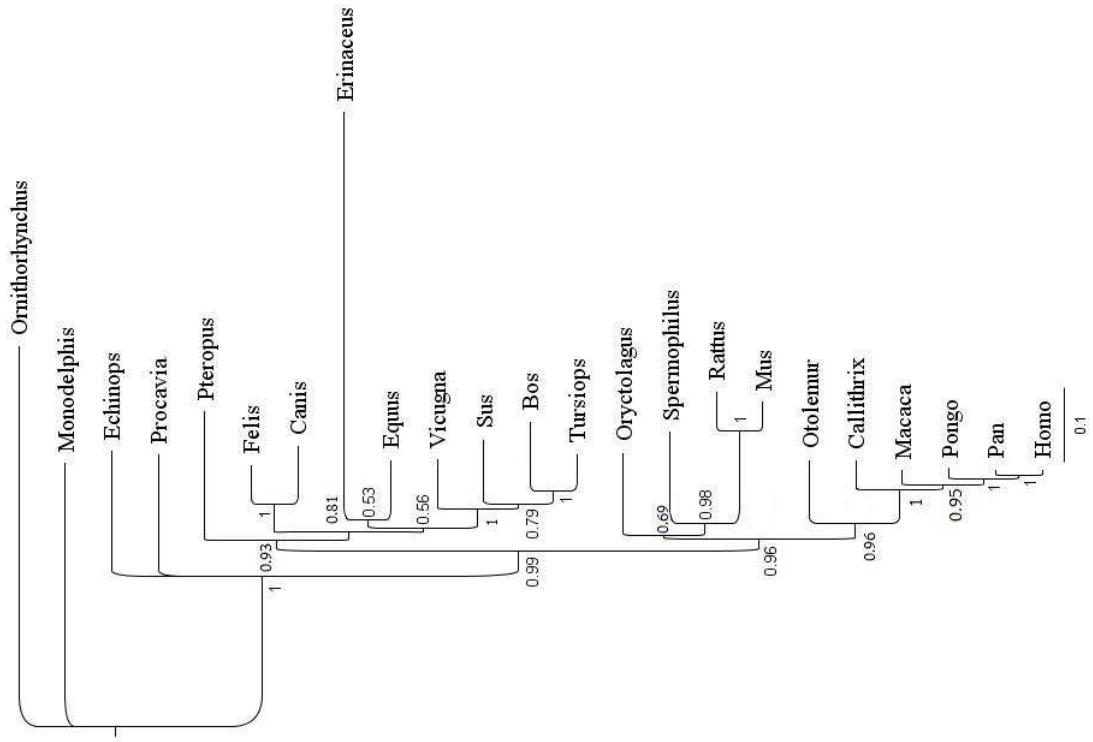 Ornithorhynchus
Monodelphis
Echinops
Procavia
Pteropus
Felis
Canis
Erinaceus
Equus
Vicugna
Sus
Bos
Tursiops
Oryctolagus
Spermophilus
Rattus
Mus
Otolemur
Callithrix
Macaca
Pongo
Pan
Homo
1
0.93
1
0.81
0.53
0.56
1
0.79
1
0.99
0.69
0.98
1
0.96
0.96
1
0.95
1
1
0.1